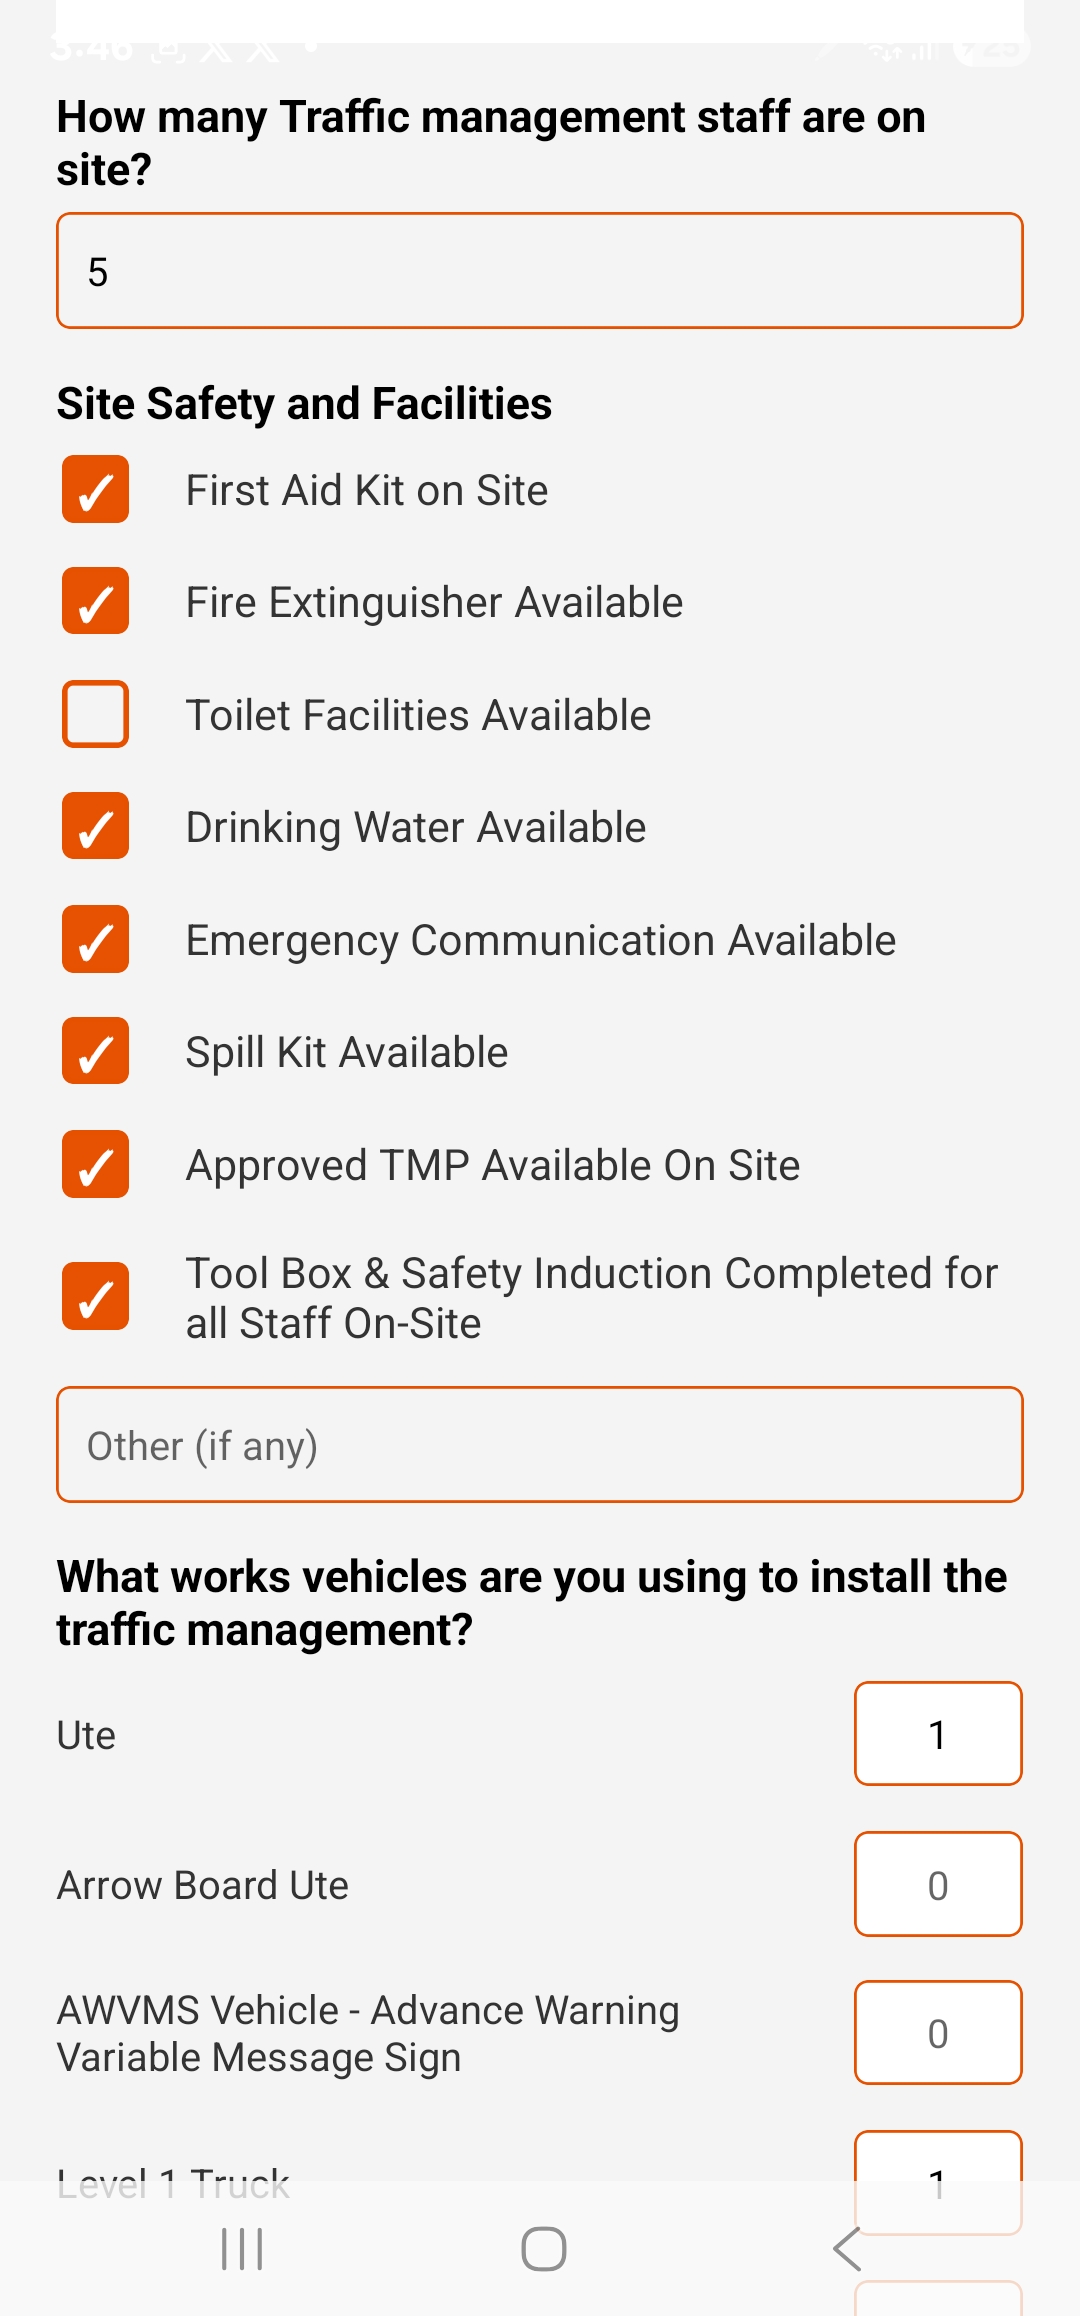 3:46
25
How many Traffic management staff are on
site?
5
Site Safety and Facilities
First Aid Kit on Site
Fire Extinguisher Available
Toilet Facilities Available
Drinking Water Available
Emergency Communication Available
Spill Kit Available
Approved TMP Available On Site
Tool Box & Safety Induction Completed for
all Staff On-Site
Other (if any)
What works vehicles are you using to install the
traffic management?
Ute
1
Arrow Board Ute
0
AWVMS Vehicle - Advance Warning
Variable Message Sign
0
Level 1 Truck
1